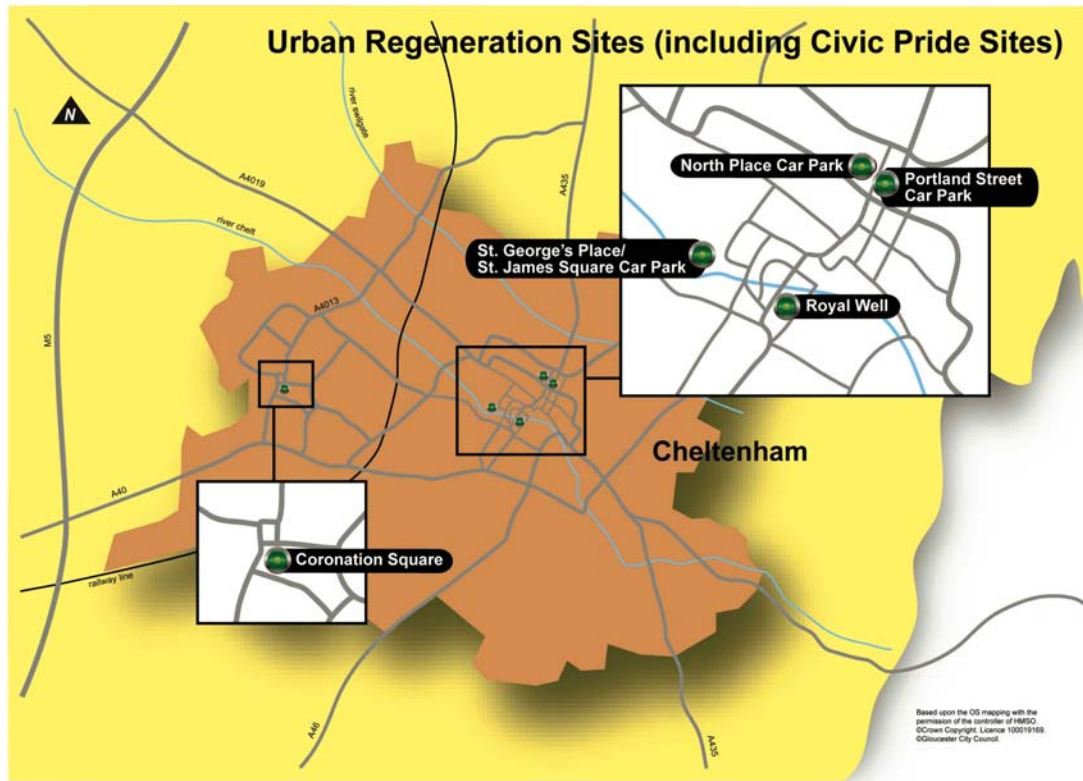 Urban Regeneration Sites (including Civic Pride Sites)
N
river swilgate
A4019
A435
river chelt
North Place Car Park
Portland Street
Car Park
St. George's Place/
St. James Square Car Park
Royal Well
A4013
M5
Cheltenham
A40
Coronation Square
railway line
A46
A435
Based upon the OS mapping with the
permission of the controller of HMSO.
©Crown Copyright. Licence 100019169.
©Gloucester City Council.